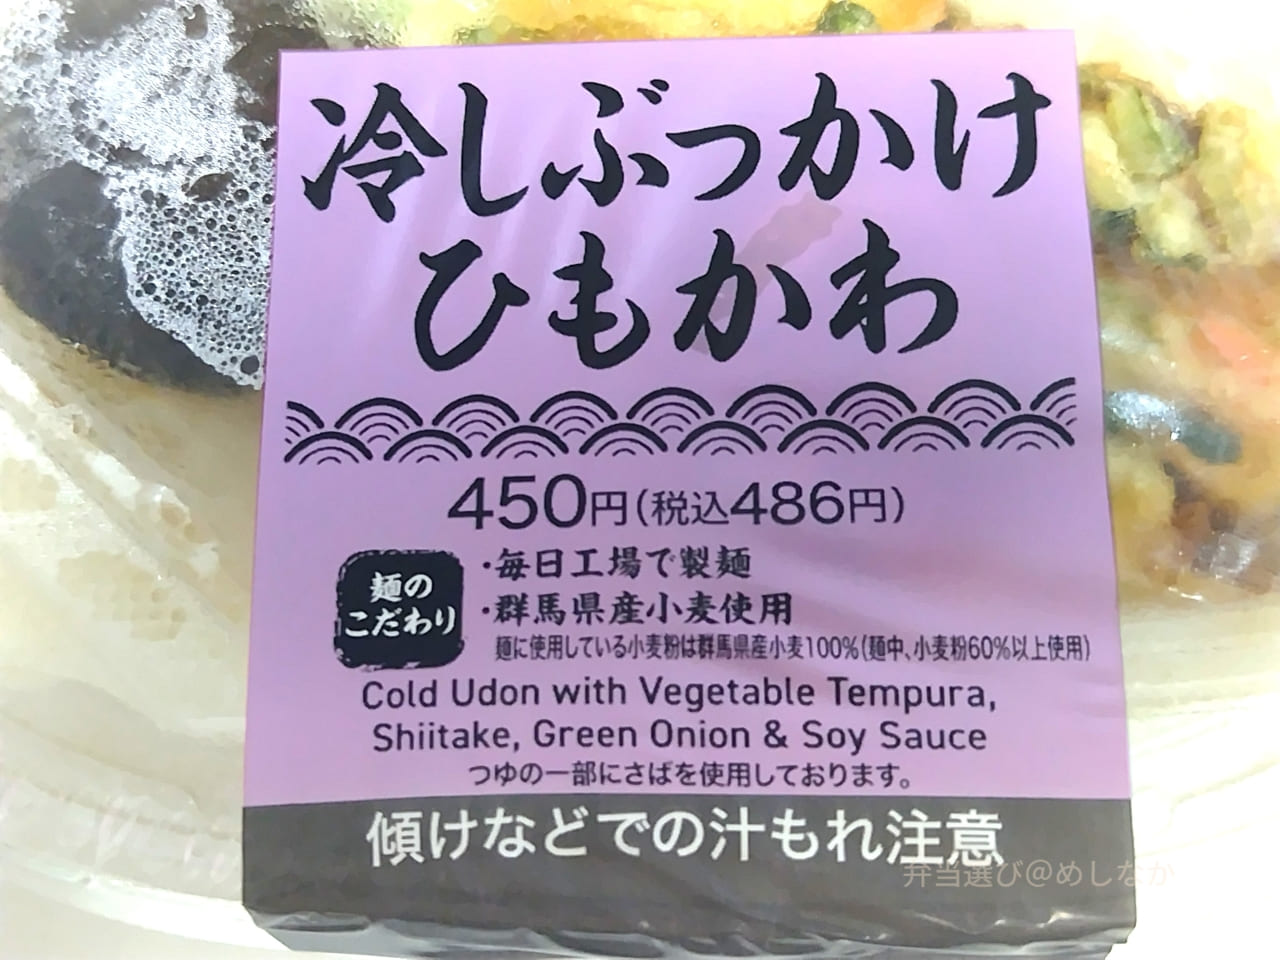 冷しぶっかけ
ひもかわ
450円(税込486円)
麺の
こだわり
・毎日工場で製麺
・群馬県産小麦使用
麺に使用している小麦粉は群馬県産小麦100%(麺中、小麦粉60%以上使用)
Cold Udon with Vegetable Tempura,
Shiitake, Green Onion & Soy Sauce
つゆの一部にさばを使用しております。
傾けなどでの汁もれ注意
弁当選び@めしなか